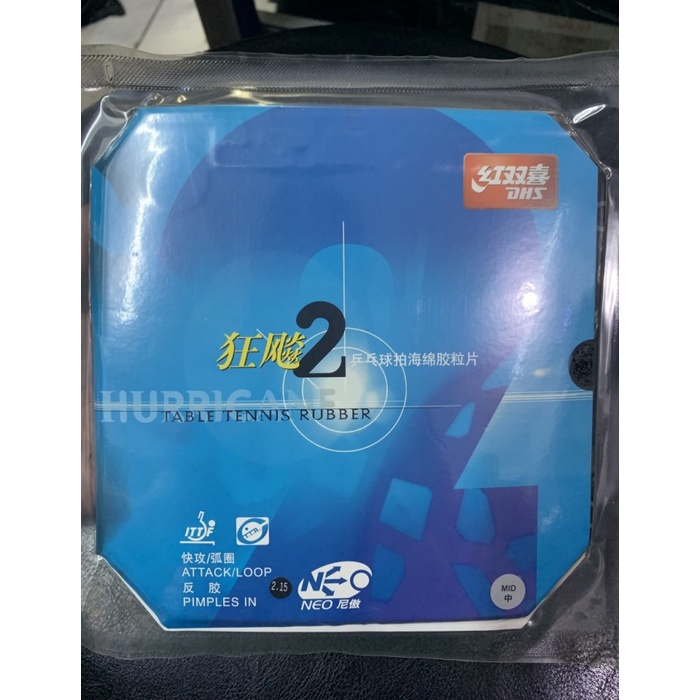 红双喜
DHS
狂飚2
乒乓球拍海绵胶粒片
HURRICANE
TABLE TENNIS RUBBER
ITTF
快攻/弧圈
ATTACK/LOOP
反 胶
PIMPLES IN
2.15
NEO
NEO 尼傲
MID
中